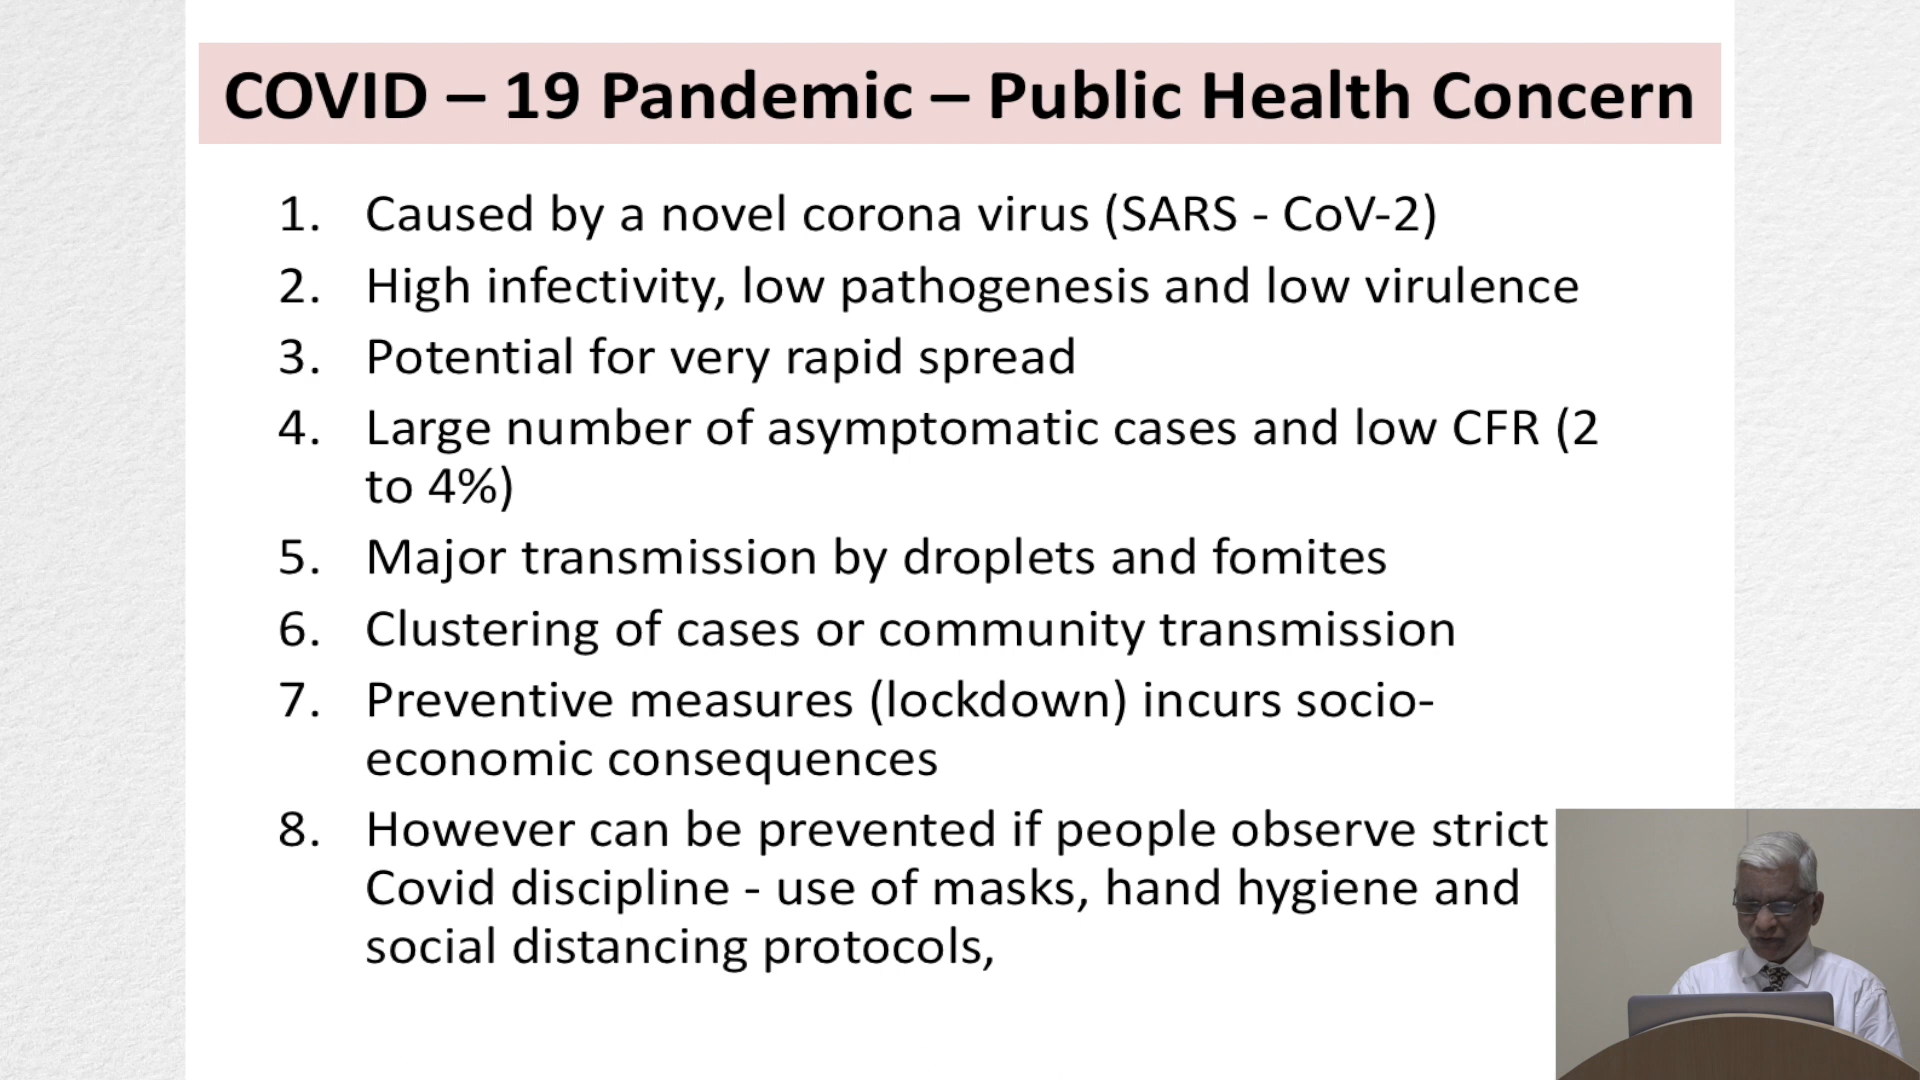 COVID – 19 Pandemic – Public Health Concern
1. Caused by a novel corona virus (SARS - CoV-2)
2. High infectivity, low pathogenesis and low virulence
3. Potential for very rapid spread
4. Large number of asymptomatic cases and low CFR (2
to 4%)
5. Major transmission by droplets and fomites
6. Clustering of cases or community transmission
7. Preventive measures (lockdown) incurs socio-
economic consequences
8. However can be prevented if people observe strict
Covid discipline - use of masks, hand hygiene and
social distancing protocols,